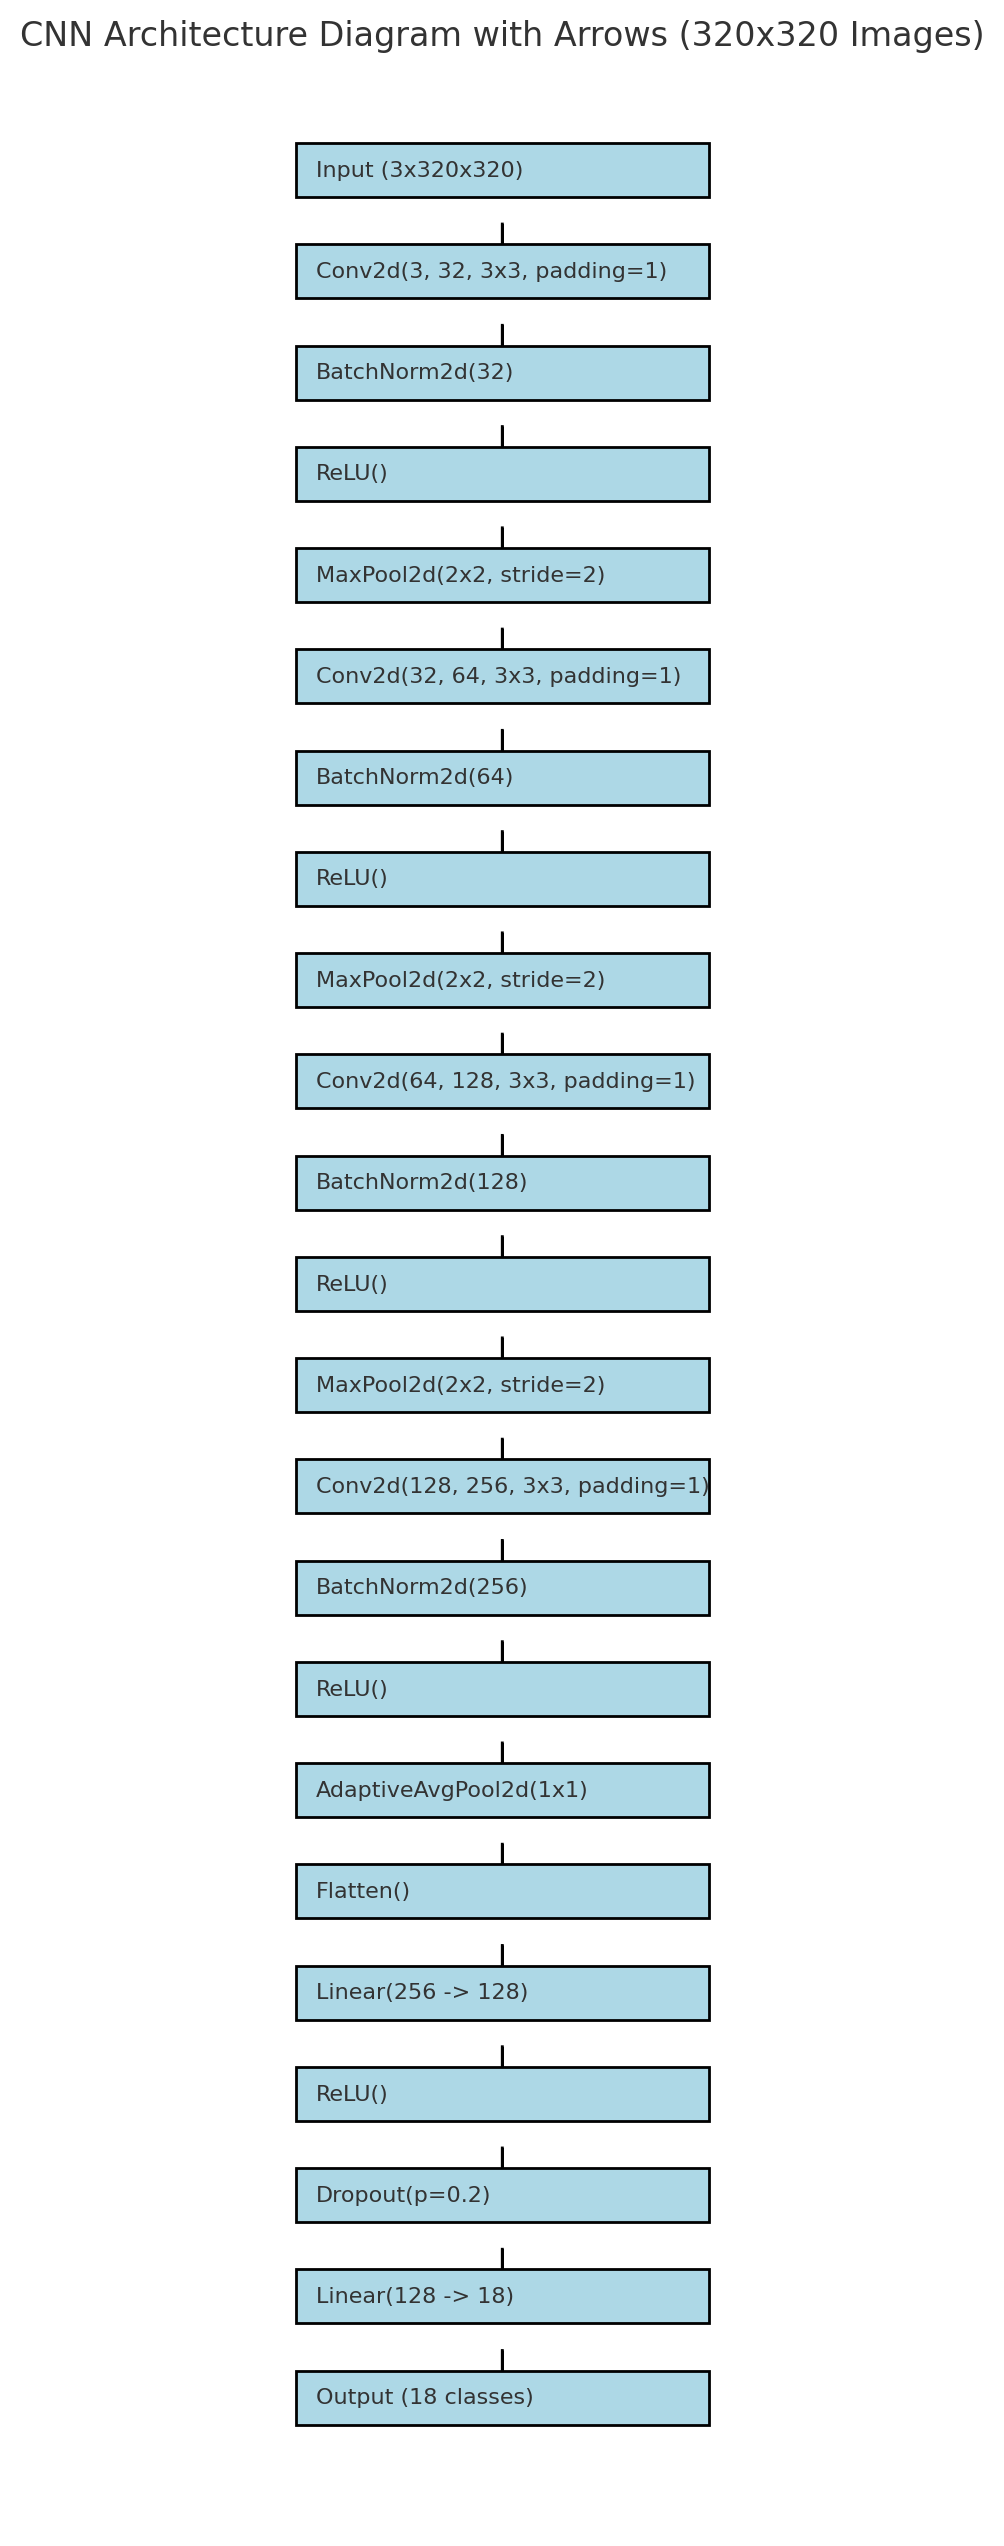 CNN Architecture Diagram with Arrows (320x320 Images)
Input (3x320x320)
Conv2d(3, 32, 3x3, padding=1)
BatchNorm2d(32)
ReLU()
MaxPool2d(2x2, stride=2)
Conv2d(32, 64, 3x3, padding=1)
BatchNorm2d(64)
ReLU()
MaxPool2d(2x2, stride=2)
Conv2d(64, 128, 3x3, padding=1)
BatchNorm2d(128)
ReLU()
MaxPool2d(2x2, stride=2)
Conv2d(128, 256, 3x3, padding=1)
BatchNorm2d(256)
ReLU()
AdaptiveAvgPool2d(1x1)
Flatten()
Linear(256 -> 128)
ReLU()
Dropout(p=0.2)
Linear(128 -> 18)
Output (18 classes)